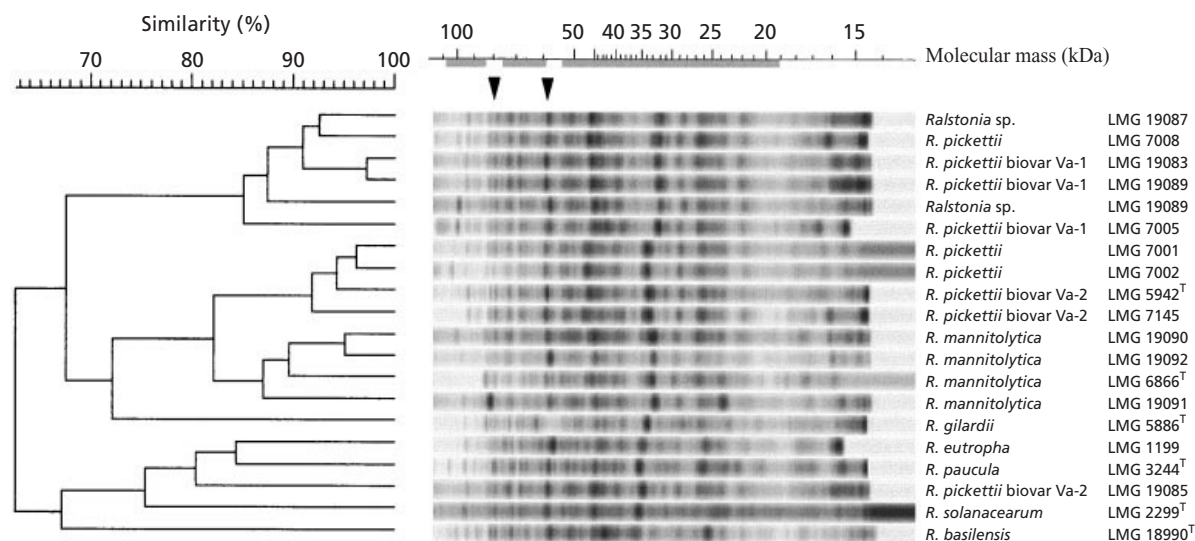 Similarity (%)
70 80 90 100
100 50 40 35 30 25 20 15
Molecular mass (kDa)
Ralstonia sp. LMG 19087
R. pickettii LMG 7008
R. pickettii biovar Va-1 LMG 19083
R. pickettii biovar Va-1 LMG 19089
Ralstonia sp. LMG 19089
R. pickettii biovar Va-1 LMG 7005
R. pickettii LMG 7001
R. pickettii LMG 7002
R. pickettii biovar Va-2 LMG 5942T
R. pickettii biovar Va-2 LMG 7145
R. mannitolytica LMG 19090
R. mannitolytica LMG 19092
R. mannitolytica LMG 6866T
R. mannitolytica LMG 19091
R. gilardii LMG 5886T
R. eutropha LMG 1199
R. paucula LMG 3244T
R. pickettii biovar Va-2 LMG 19085
R. solanacearum LMG 2299T
R. basilensis LMG 18990T